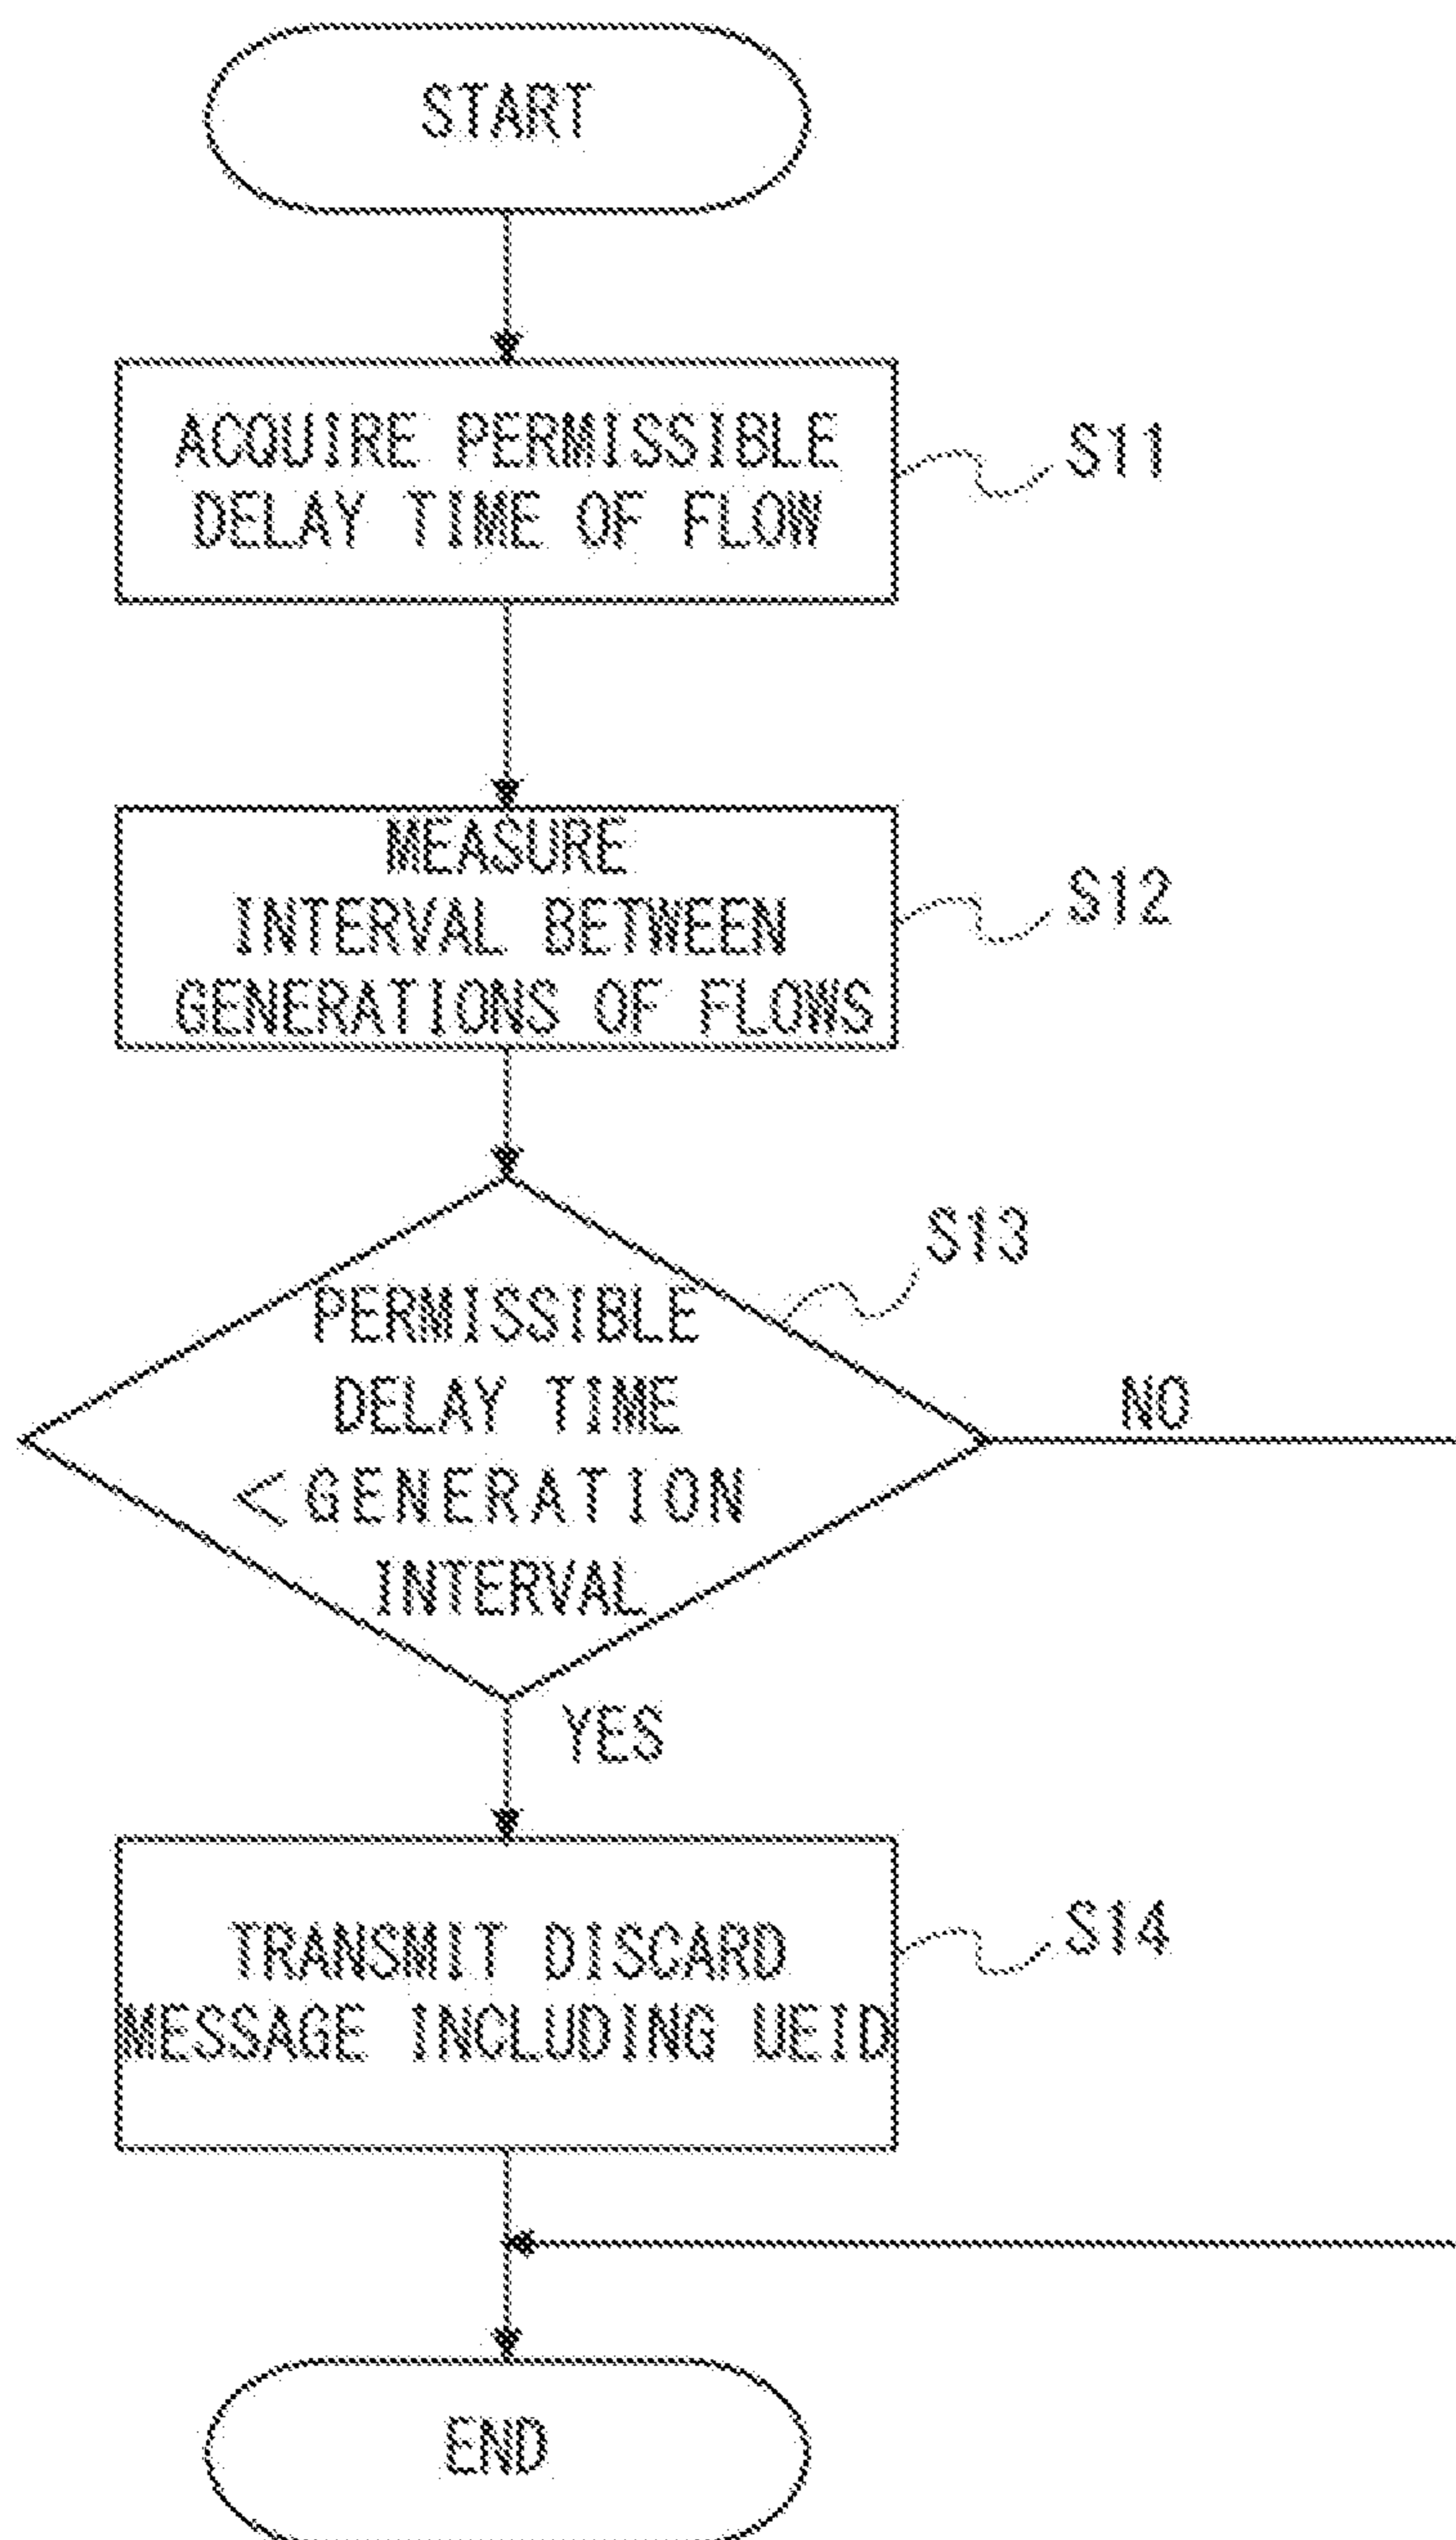 START
ACQUIRE PERMISSIBLE
DELAY TIME OF FLOW
S11
MEASURE
INTERVAL BETWEEN
GENERATIONS OF FLOWS
S12
S13
PERMISSIBLE
DELAY TIME
< GENERATION
INTERVAL
NO
YES
TRANSMIT DISCARD
MESSAGE INCLUDING UEID
S14
END